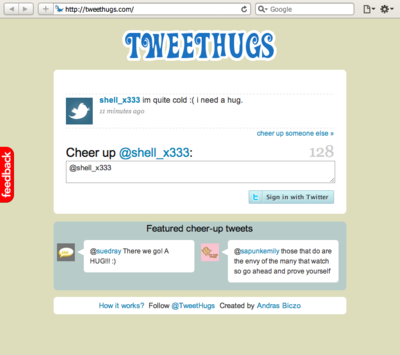 http://tweethugs.com/
Google
TWEETHUGS
shell_x333 im quite cold :( i need a hug.
11 minutes ago
cheer up someone else »
Cheer up @shell_x333:
128
@shell_x333
Sign in with Twitter
feedback
Featured cheer-up tweets
@suedray There we go! A
HUG!!! :)
@sapunkemily those that do are
the envy of the many that watch
so go ahead and prove yourself
How it works? Follow @TweetHugs Created by Andras Biczo